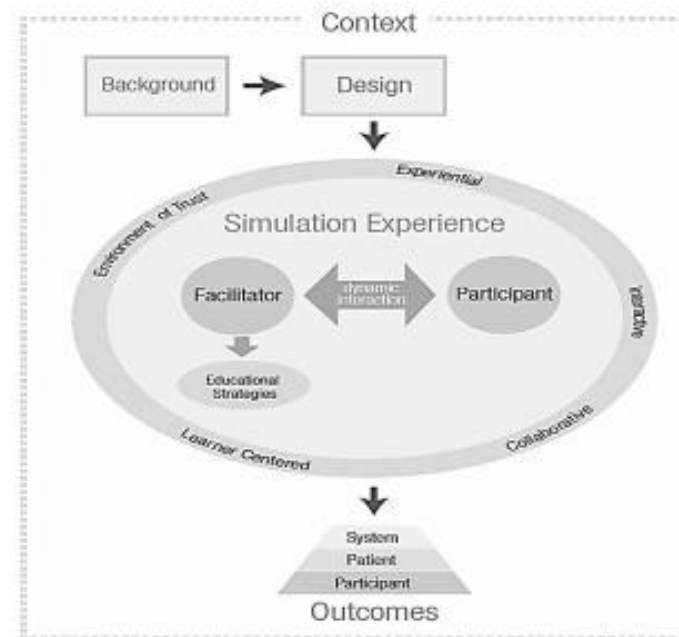 Context
Background
Design
Experiential
Environment of Trust
Simulation Experience
Facilitator
dynamic
interaction
Participant
Interactive
Educational
Strategies
Learner Centered
Collaborative
System
Patient
Participant
Outcomes